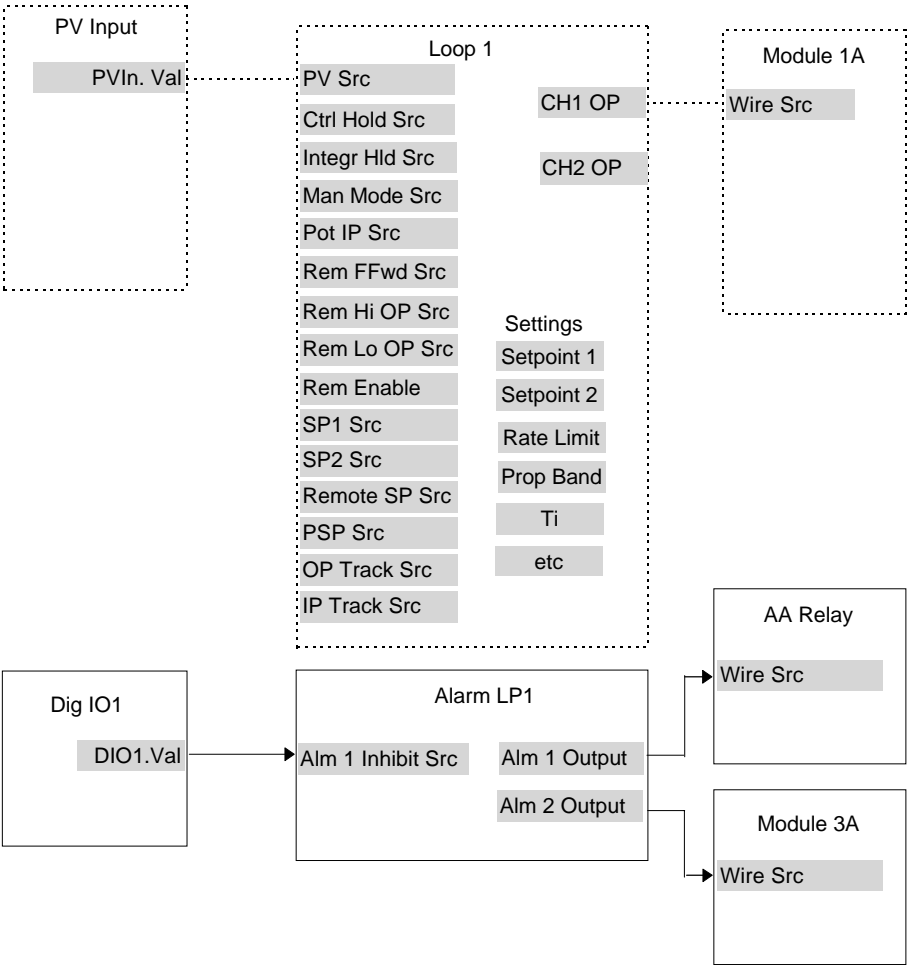 PV Input
PVIn. Val
Loop 1
PV Src
Ctrl Hold Src
Integr Hld Src
Man Mode Src
Pot IP Src
Rem FFwd Src
Rem Hi OP Src
Rem Lo OP Src
Rem Enable
SP1 Src
SP2 Src
Remote SP Src
PSP Src
OP Track Src
IP Track Src
CH1 OP
CH2 OP
Settings
Setpoint 1
Setpoint 2
Rate Limit
Prop Band
Ti
etc
Module 1A
Wire Src
Dig IO1
DIO1.Val
Alarm LP1
Alm 1 Inhibit Src
Alm 1 Output
Alm 2 Output
AA Relay
Wire Src
Module 3A
Wire Src